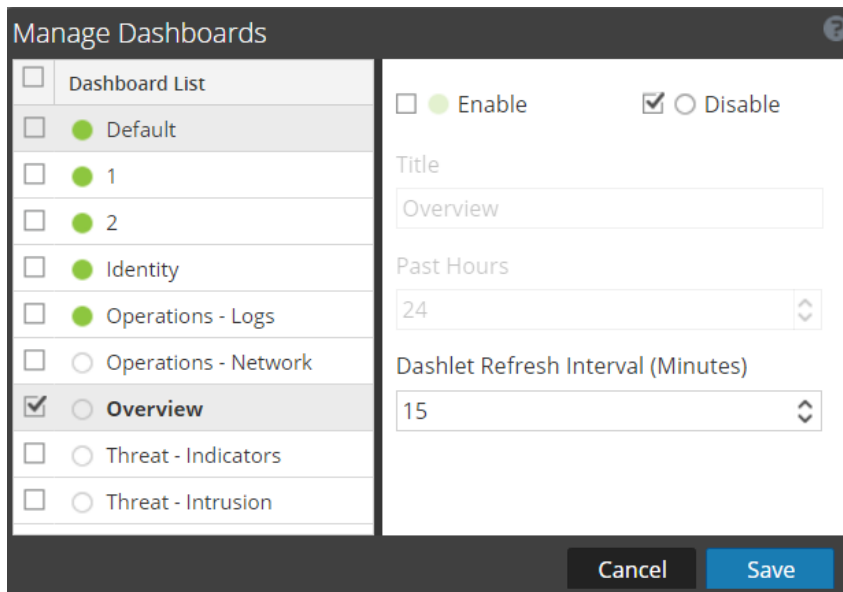 Manage Dashboards
?
Dashboard List
Default
1
2
Identity
Operations - Logs
Operations - Network
Overview
Threat - Indicators
Threat - Intrusion
Enable
Disable
Title
Overview
Past Hours
24
Dashlet Refresh Interval (Minutes)
15
Cancel
Save